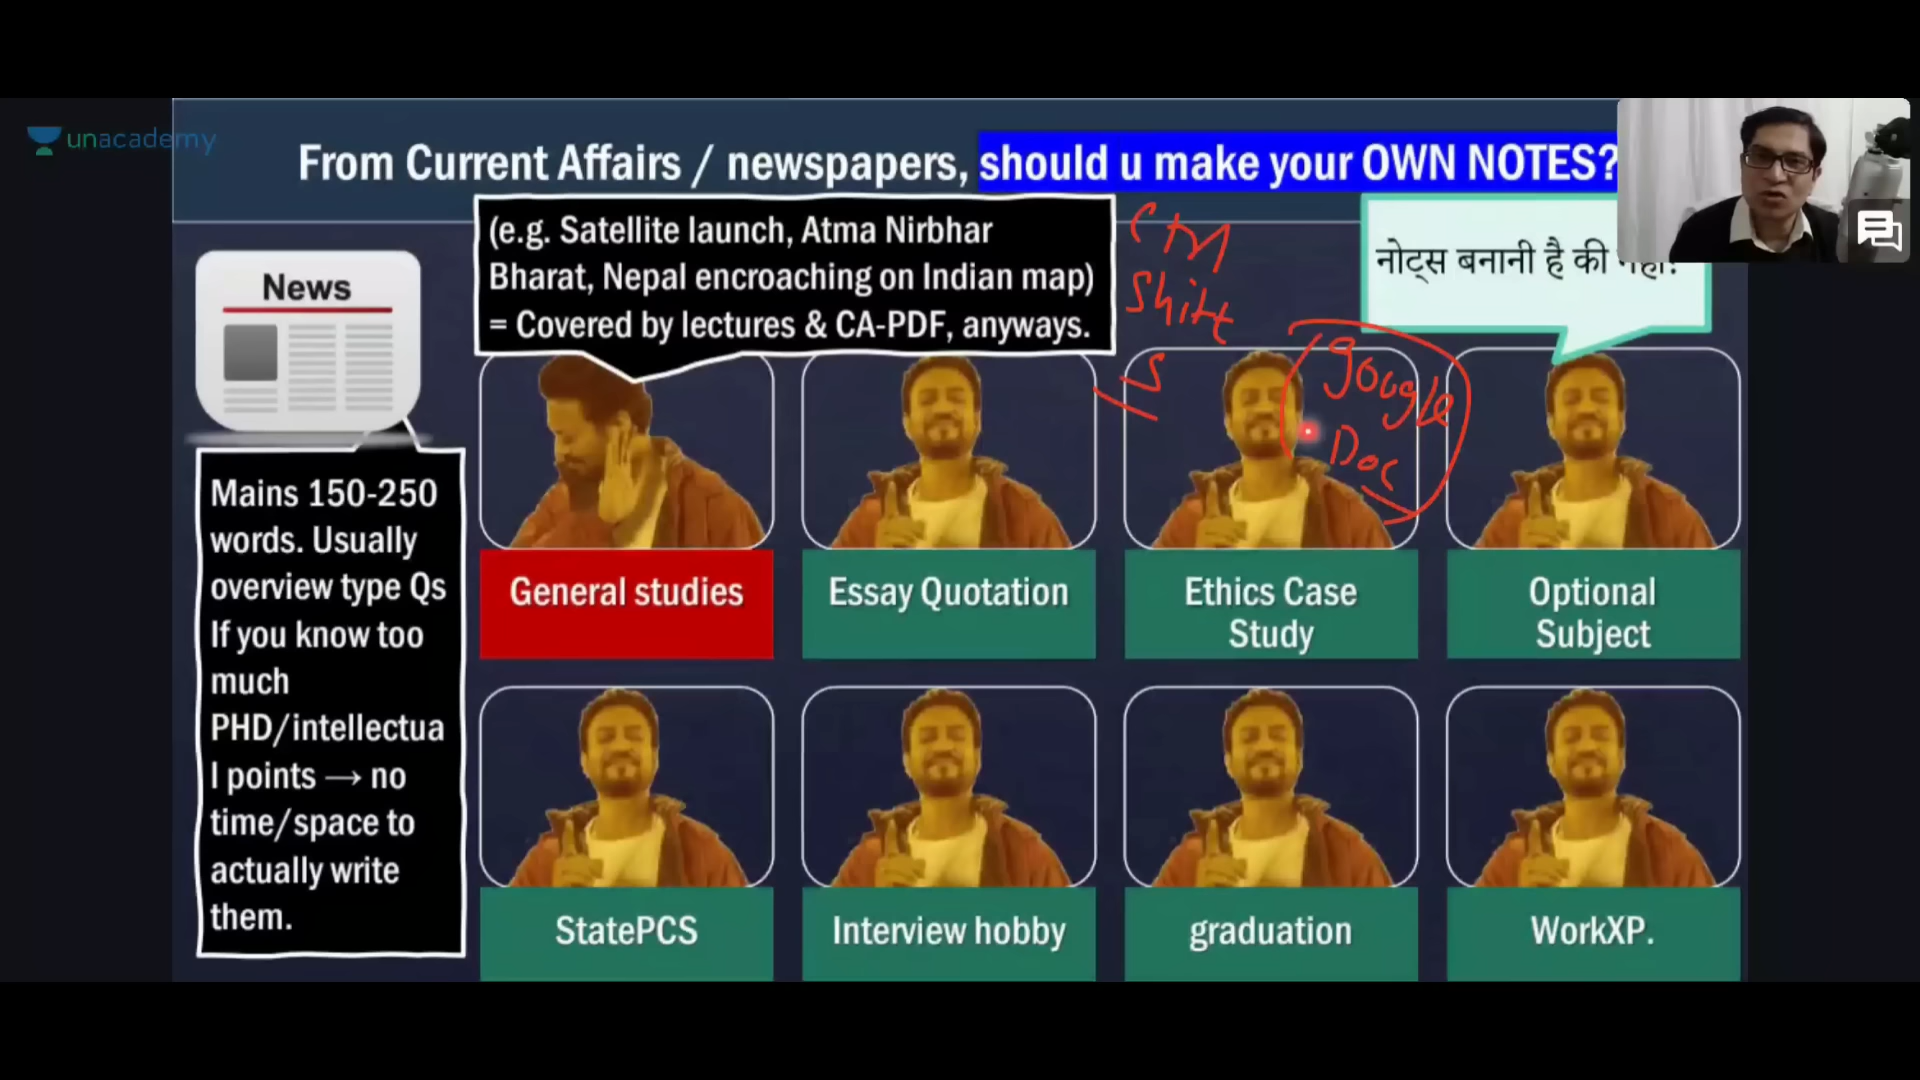 unacademy
From Current Affairs / newspapers, should u make your OWN NOTES?
(e.g. Satellite launch, Atma Nirbhar
Bharat, Nepal encroaching on Indian map)
= Covered by lectures & CA-PDF, anyways.
नोट्स बनानी है की
News
Mains 150-250
words. Usually
overview type Qs
If you know too
much
PHD/intellectua
l points → no
time/space to
actually write
them.
Shift
S
Google
Doc
General studies
Essay Quotation
Ethics Case
Study
Optional
Subject
StatePCS
Interview hobby
graduation
WorkXP.